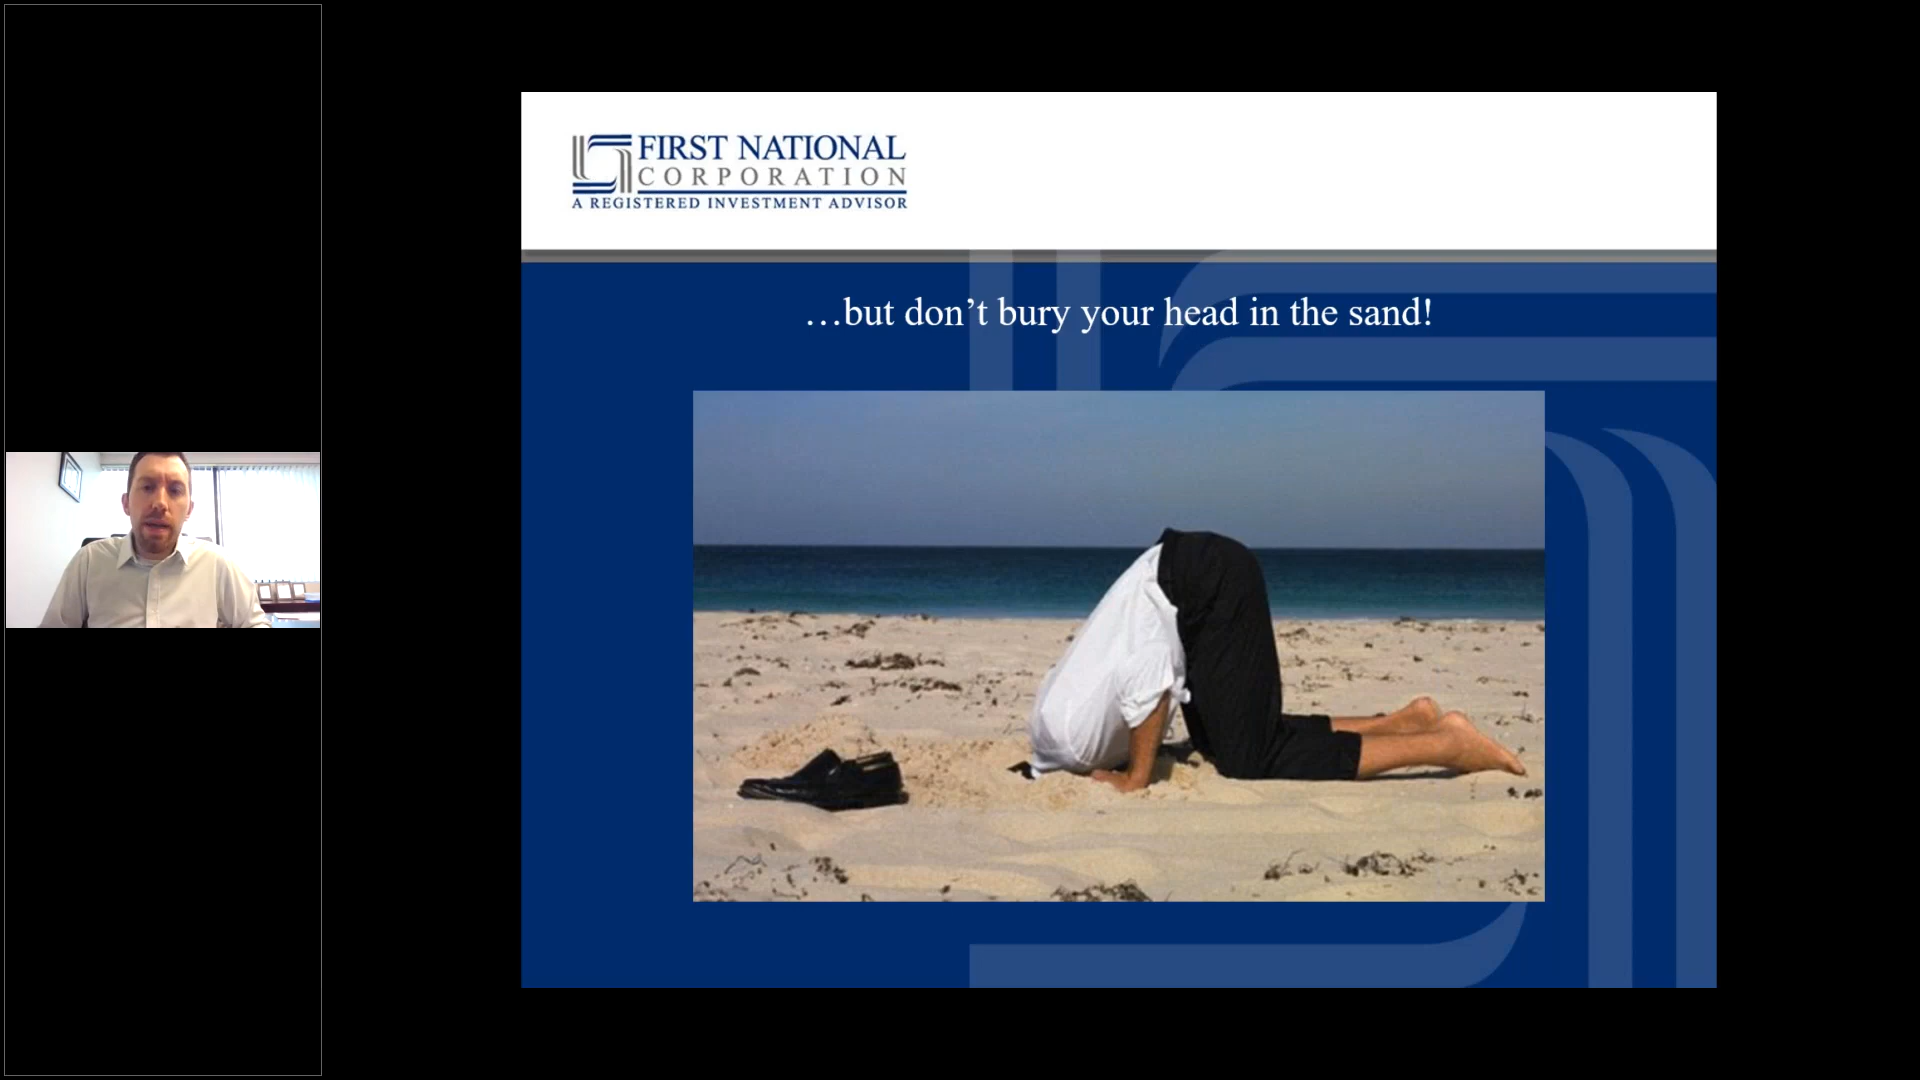 FIRST NATIONAL
CORPORATION
A REGISTERED INVESTMENT ADVISOR
…but don’t bury your head in the sand!